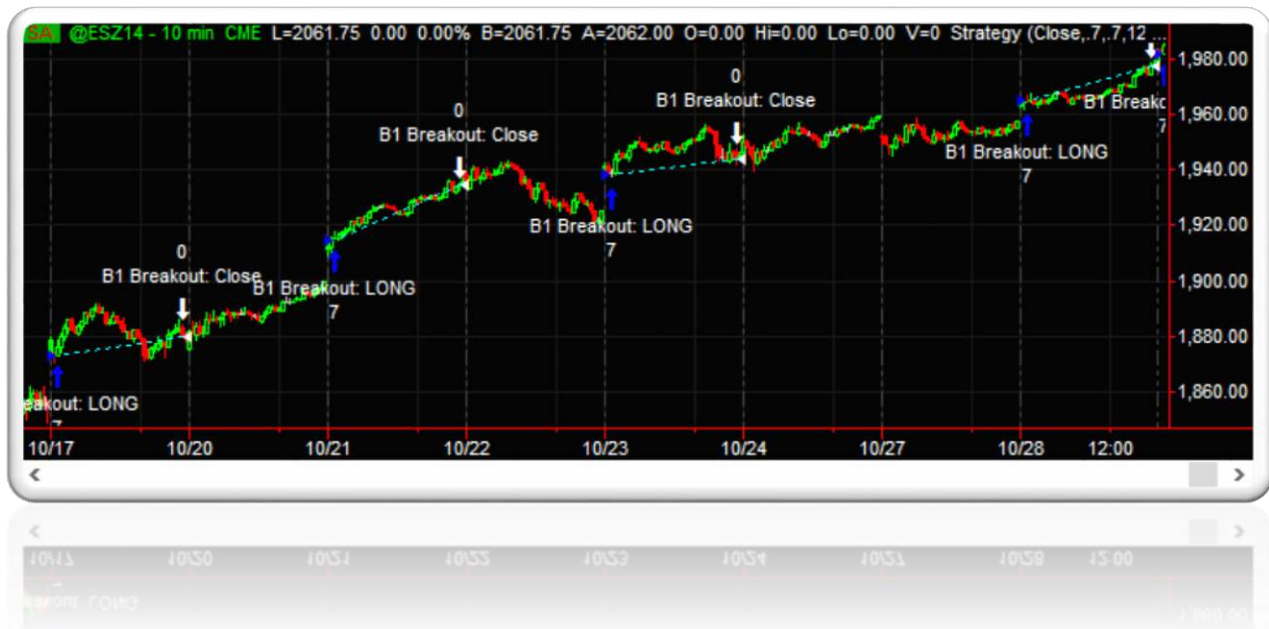 SA @ESZ14 - 10 min CME L=2061.75 0.00 0.00% B=2061.75 A=2062.00 O=0.00 Hi=0.00 Lo=0.00 V=0 Strategy (Close,.7,.7,12 ...
1,980.00
0
B1 Breakout: Close
B1 Breako
7
1,960.00
0
B1 Breakout: Close
B1 Breakout: LONG
7
1,940.00
B1 Breakout: LONG
7
1,920.00
0
B1 Breakout: Close
B1 Breakout: LONG
7
1,900.00
1,880.00
eakout: LONG
7
1,860.00
10/17 10/20 10/21 10/22 10/23 10/24 10/27 10/28 12:00